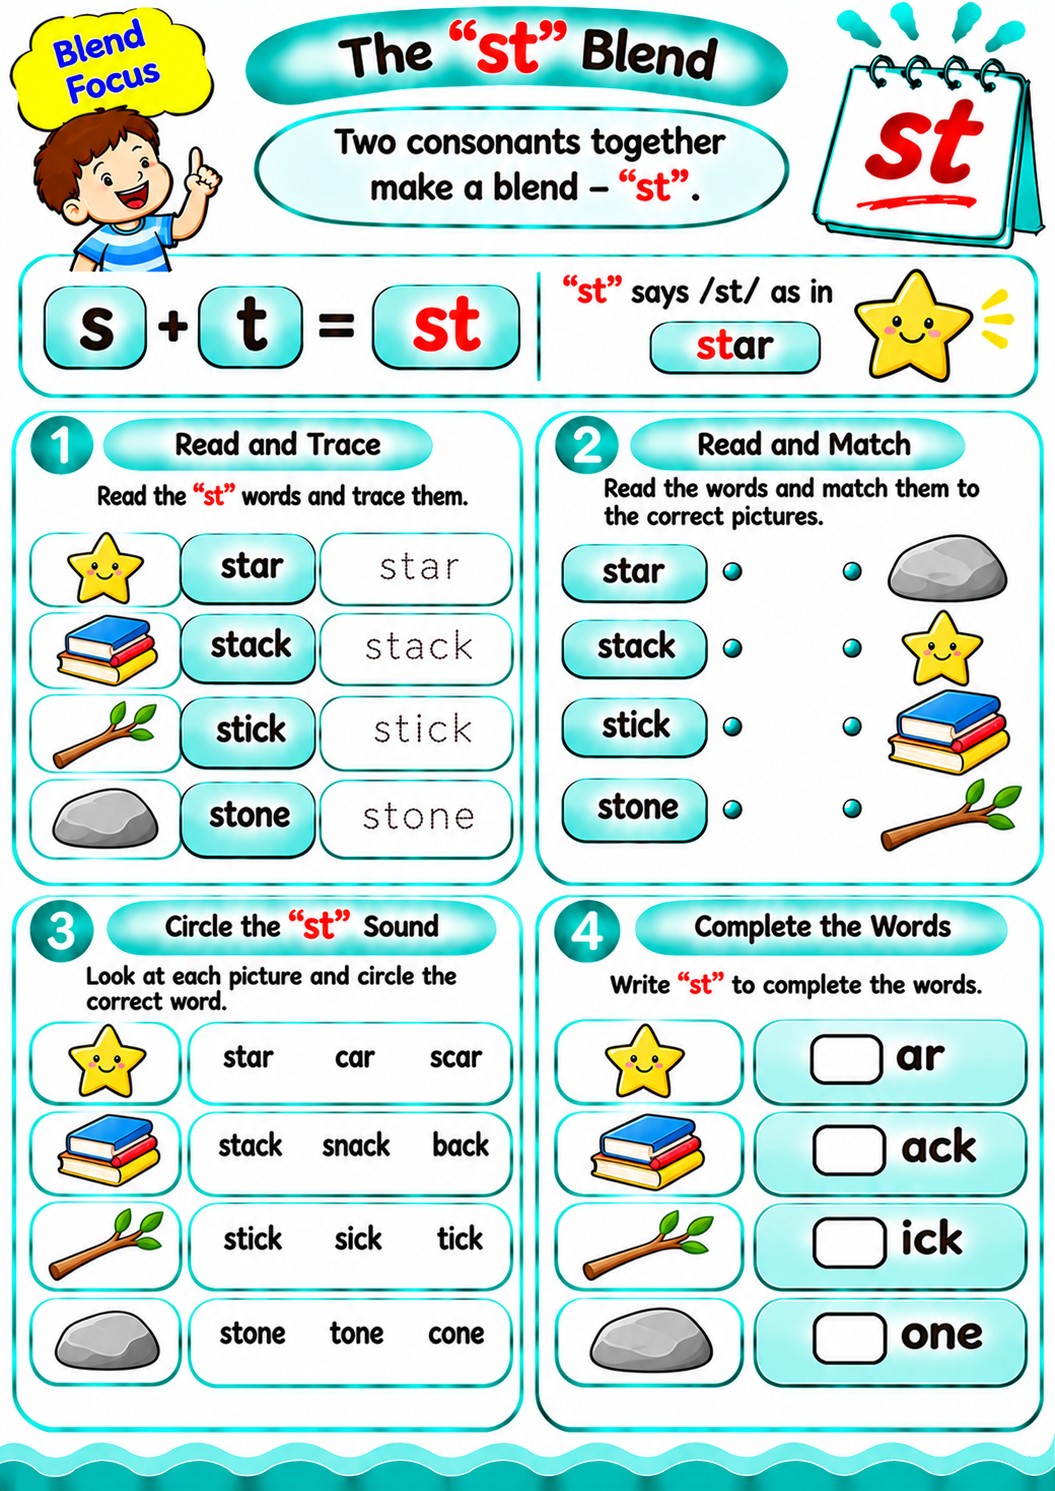 Blend
Focus
The “st” Blend
Two consonants together
make a blend – “st”.
st
s + t = st
“st” says /st/ as in
star
1 Read and Trace
Read the “st” words and trace them.
star star
stack stack
stick stick
stone stone
2 Read and Match
Read the words and match them to
the correct pictures.
star
stack
stick
stone
3 Circle the “st” Sound
Look at each picture and circle the
correct word.
star car scar
stack snack back
stick sick tick
stone tone cone
4 Complete the Words
Write “st” to complete the words.
ar
ack
ick
one